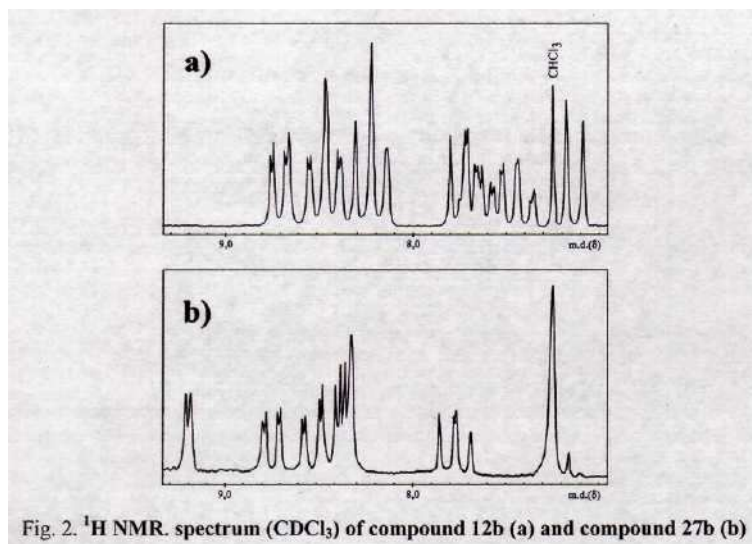 a)
CHCl3
9,0
8,0
m.d.(δ)
b)
9,0
8,0
m.d.(δ)
Fig. 2. 1H NMR. spectrum (CDCl3) of compound 12b (a) and compound 27b (b)